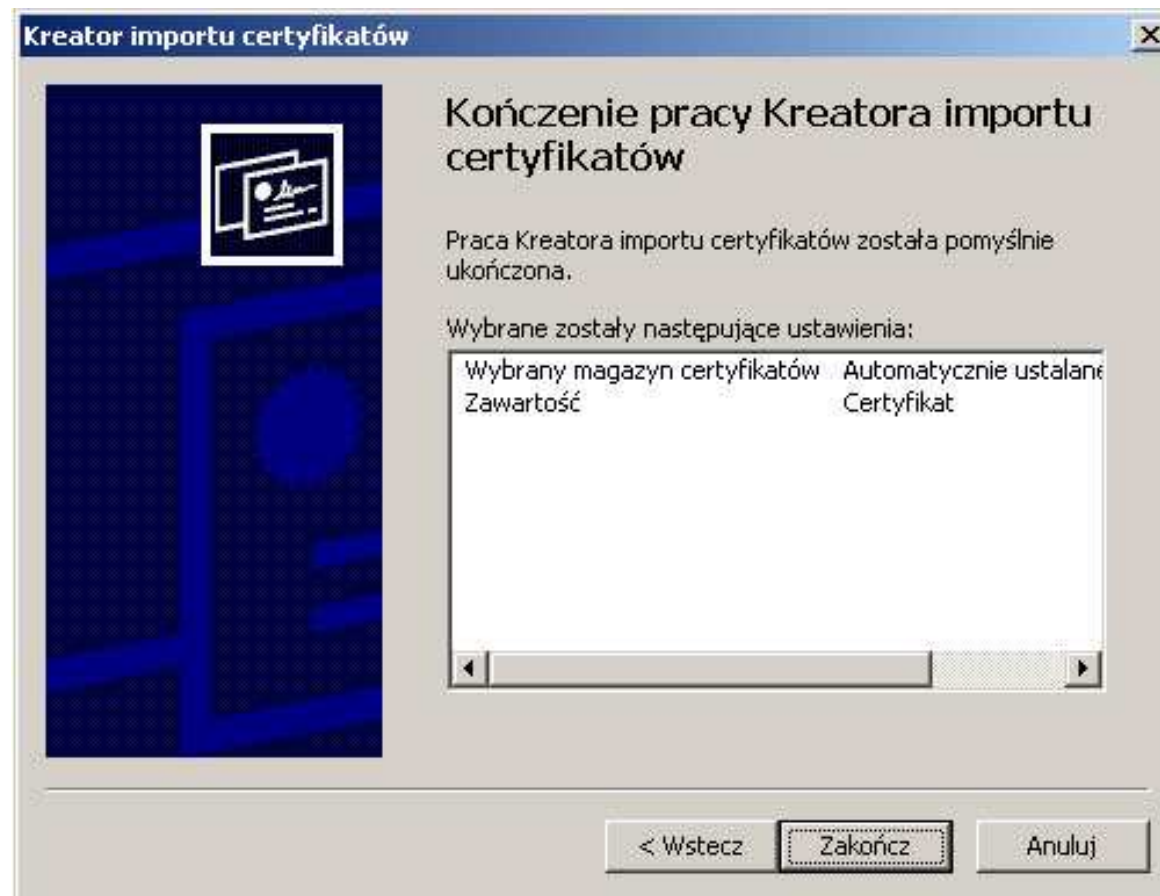 Kreator importu certyfikatów
Kończenie pracy Kreatora importu
certyfikatów
Praca Kreatora importu certyfikatów została pomyślnie
ukończona.
Wybrane zostały następujące ustawienia:
Wybrany magazyn certyfikatów Automatycznie ustalane
Zawartość Certyfikat
< Wstecz Zakończ Anuluj